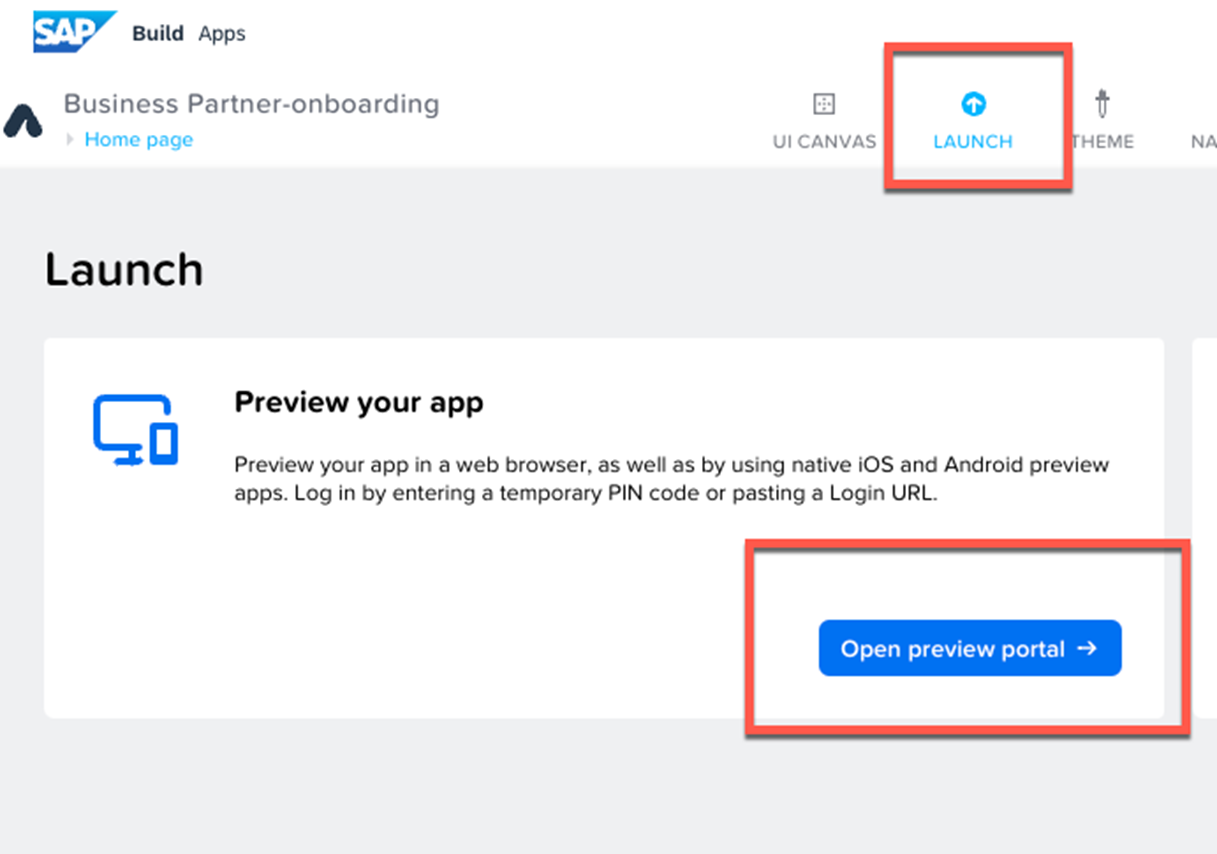 SAP Build Apps
Business Partner-onboarding
Home page
UI CANVAS
LAUNCH
THEME
NA
Launch
Preview your app
Preview your app in a web browser, as well as by using native iOS and Android preview
apps. Log in by entering a temporary PIN code or pasting a Login URL.
Open preview portal →